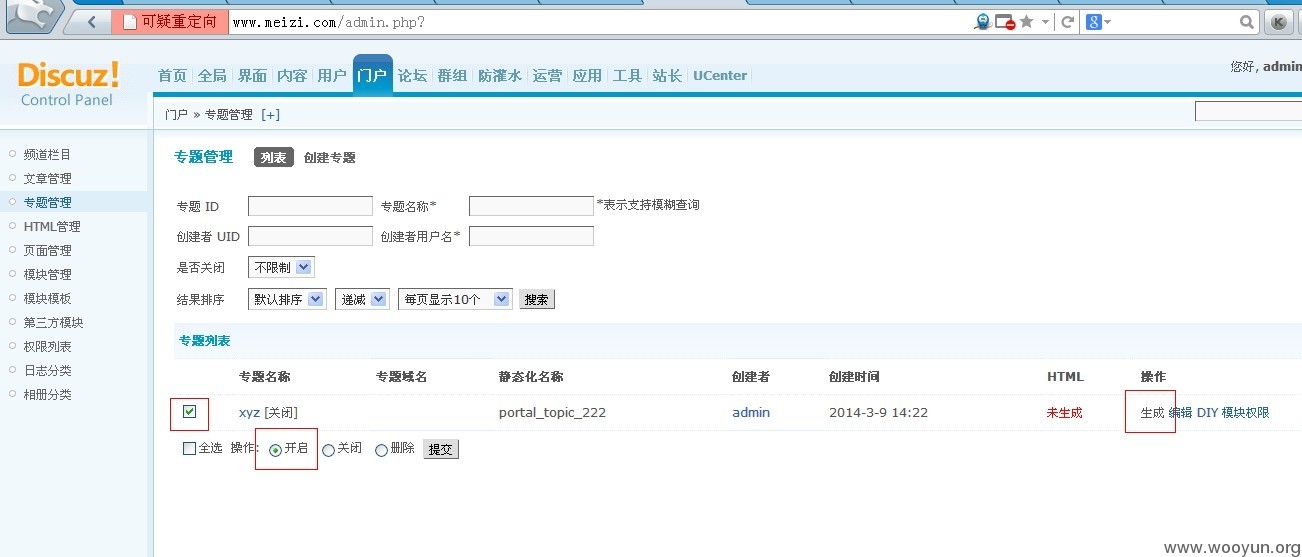 可疑重定向 www.meizi.com/admin.php?
Discuz!
Control Panel
首页 全局 界面 内容 用户 门户 论坛 群组 防灌水 运营 应用 工具 站长 UCenter
您好, admin
门户 » 专题管理 [+]
频道栏目
文章管理
专题管理
HTML管理
页面管理
模块管理
模块模板
第三方模块
权限列表
日志分类
相册分类
专题管理 列表 创建专题
专题 ID 专题名称* *表示支持模糊查询
创建者 UID 创建者用户名*
是否关闭 不限制
结果排序 默认排序 递减 每页显示10个 搜索
专题列表
专题名称 专题域名 静态化名称 创建者 创建时间 HTML 操作
xyz [关闭] portal_topic_222 admin 2014-3-9 14:22 未生成 生成 编辑 DIY 模块权限
全选 操作: 开启 关闭 删除 提交
www.wooyun.org